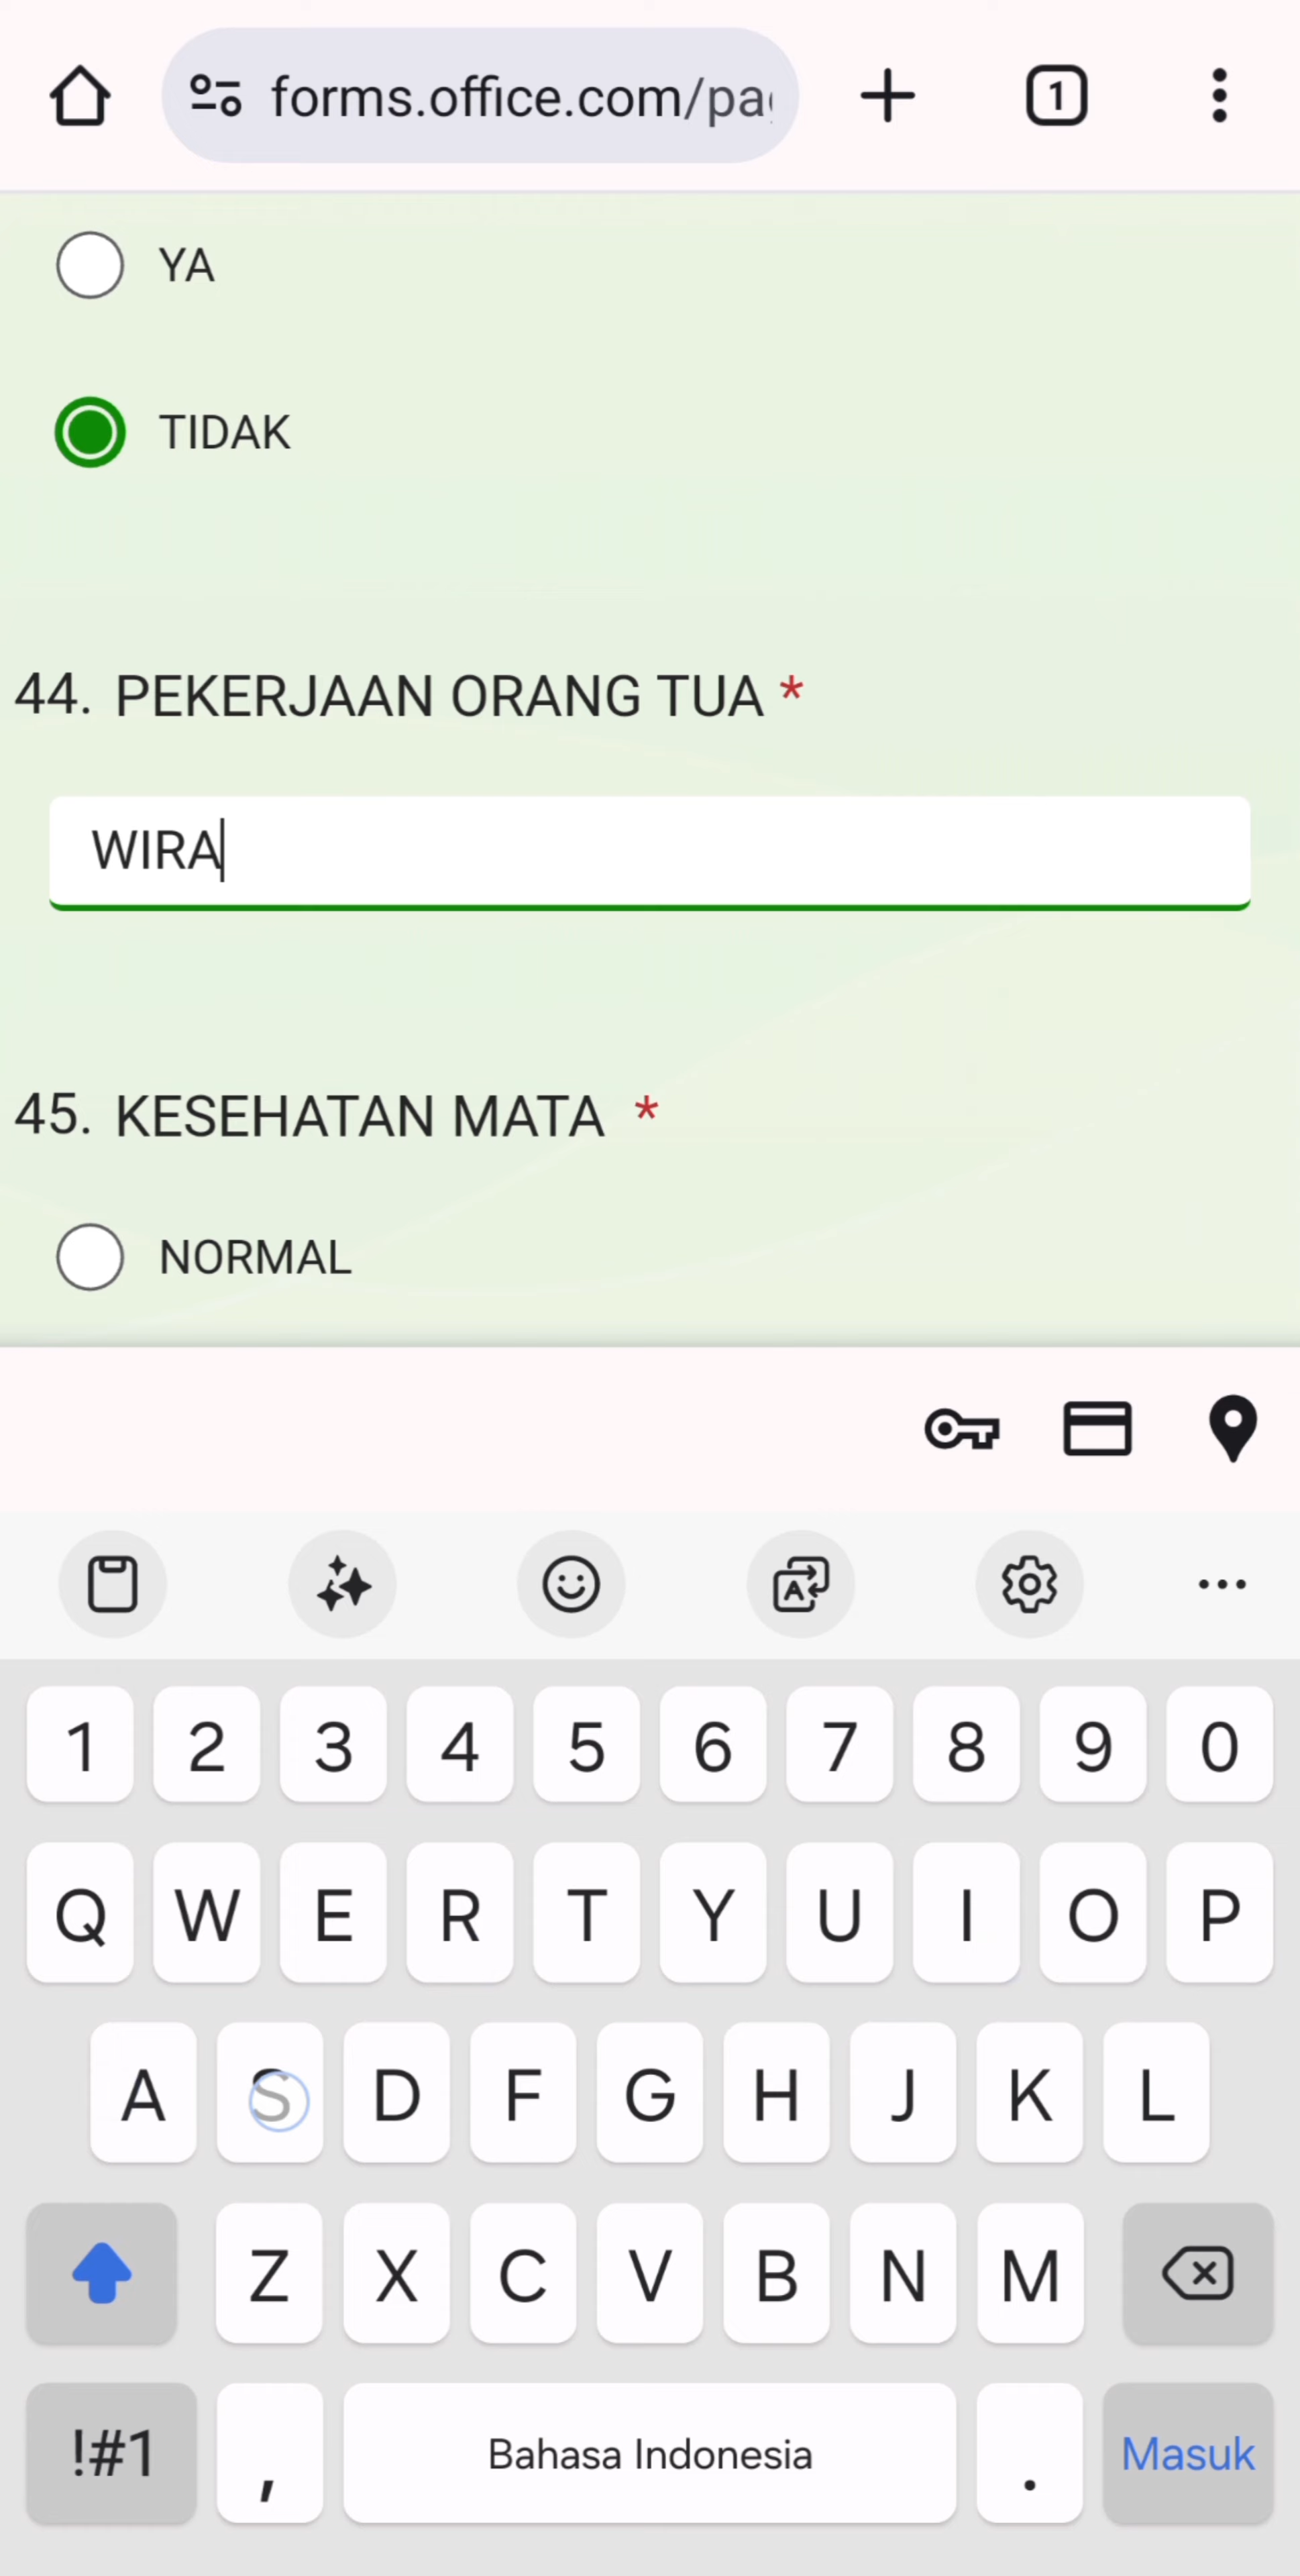 forms.office.com/pa
1
YA
TIDAK
44. PEKERJAAN ORANG TUA *
WIRA
45. KESEHATAN MATA *
NORMAL
1 2 3 4 5 6 7 8 9 0
Q W E R T Y U I O P
A S D F G H J K L
Z X C V B N M
!#1 , Bahasa Indonesia . Masuk